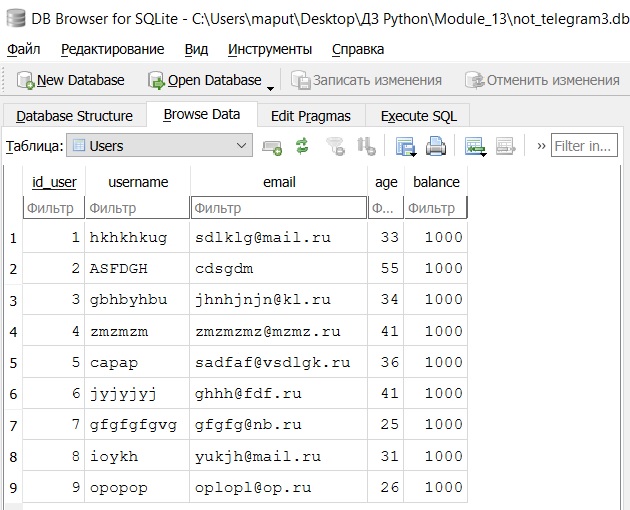 DB Browser for SQLite - C:\Users\maput\Desktop\ДЗ Python\Module_13\not_telegram3.db
Файл Редактирование Вид Инструменты Справка
New Database Open Database Записать изменения Отменить изменения
Database Structure Browse Data Edit Pragmas Execute SQL
Таблица: Users » Filter in...
id_user username email age balance
Фильтр Фильтр Фильтр Ф... Фильтр
1 1 hkhkhkug sdlklg@mail.ru 33 1000
2 2 ASFDGH cdsgdm 55 1000
3 3 gbhbyhbu jhnhjnjn@kl.ru 34 1000
4 4 zmzmzm zmzmzmz@mzmz.ru 41 1000
5 5 capap sadfaf@vsdlgk.ru 36 1000
6 6 jyjyjyj ghhh@fdf.ru 41 1000
7 7 gfgfgfgvg gfgfg@nb.ru 25 1000
8 8 ioykh yukjh@mail.ru 31 1000
9 9 opopop oplopl@op.ru 26 1000